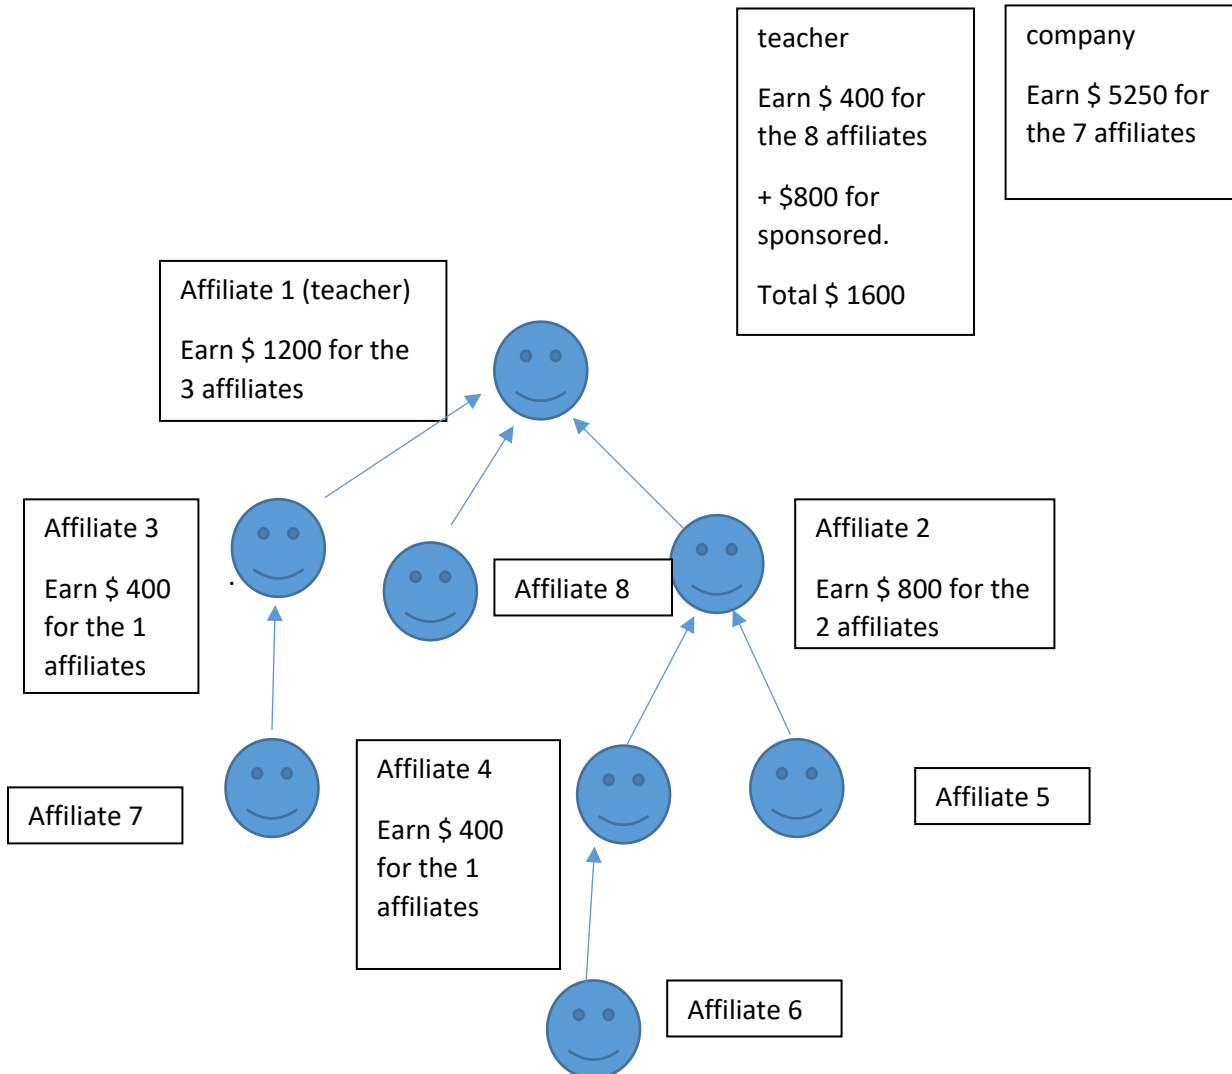 teacher
Earn $ 400 for
the 8 affiliates
+ $800 for
sponsored.
Total $ 1600
company
Earn $ 5250 for
the 7 affiliates
Affiliate 1 (teacher)
Earn $ 1200 for the
3 affiliates
Affiliate 3
Earn $ 400
for the 1
affiliates
.
Affiliate 8
Affiliate 2
Earn $ 800 for the
2 affiliates
Affiliate 7
Affiliate 4
Earn $ 400
for the 1
affiliates
Affiliate 5
Affiliate 6